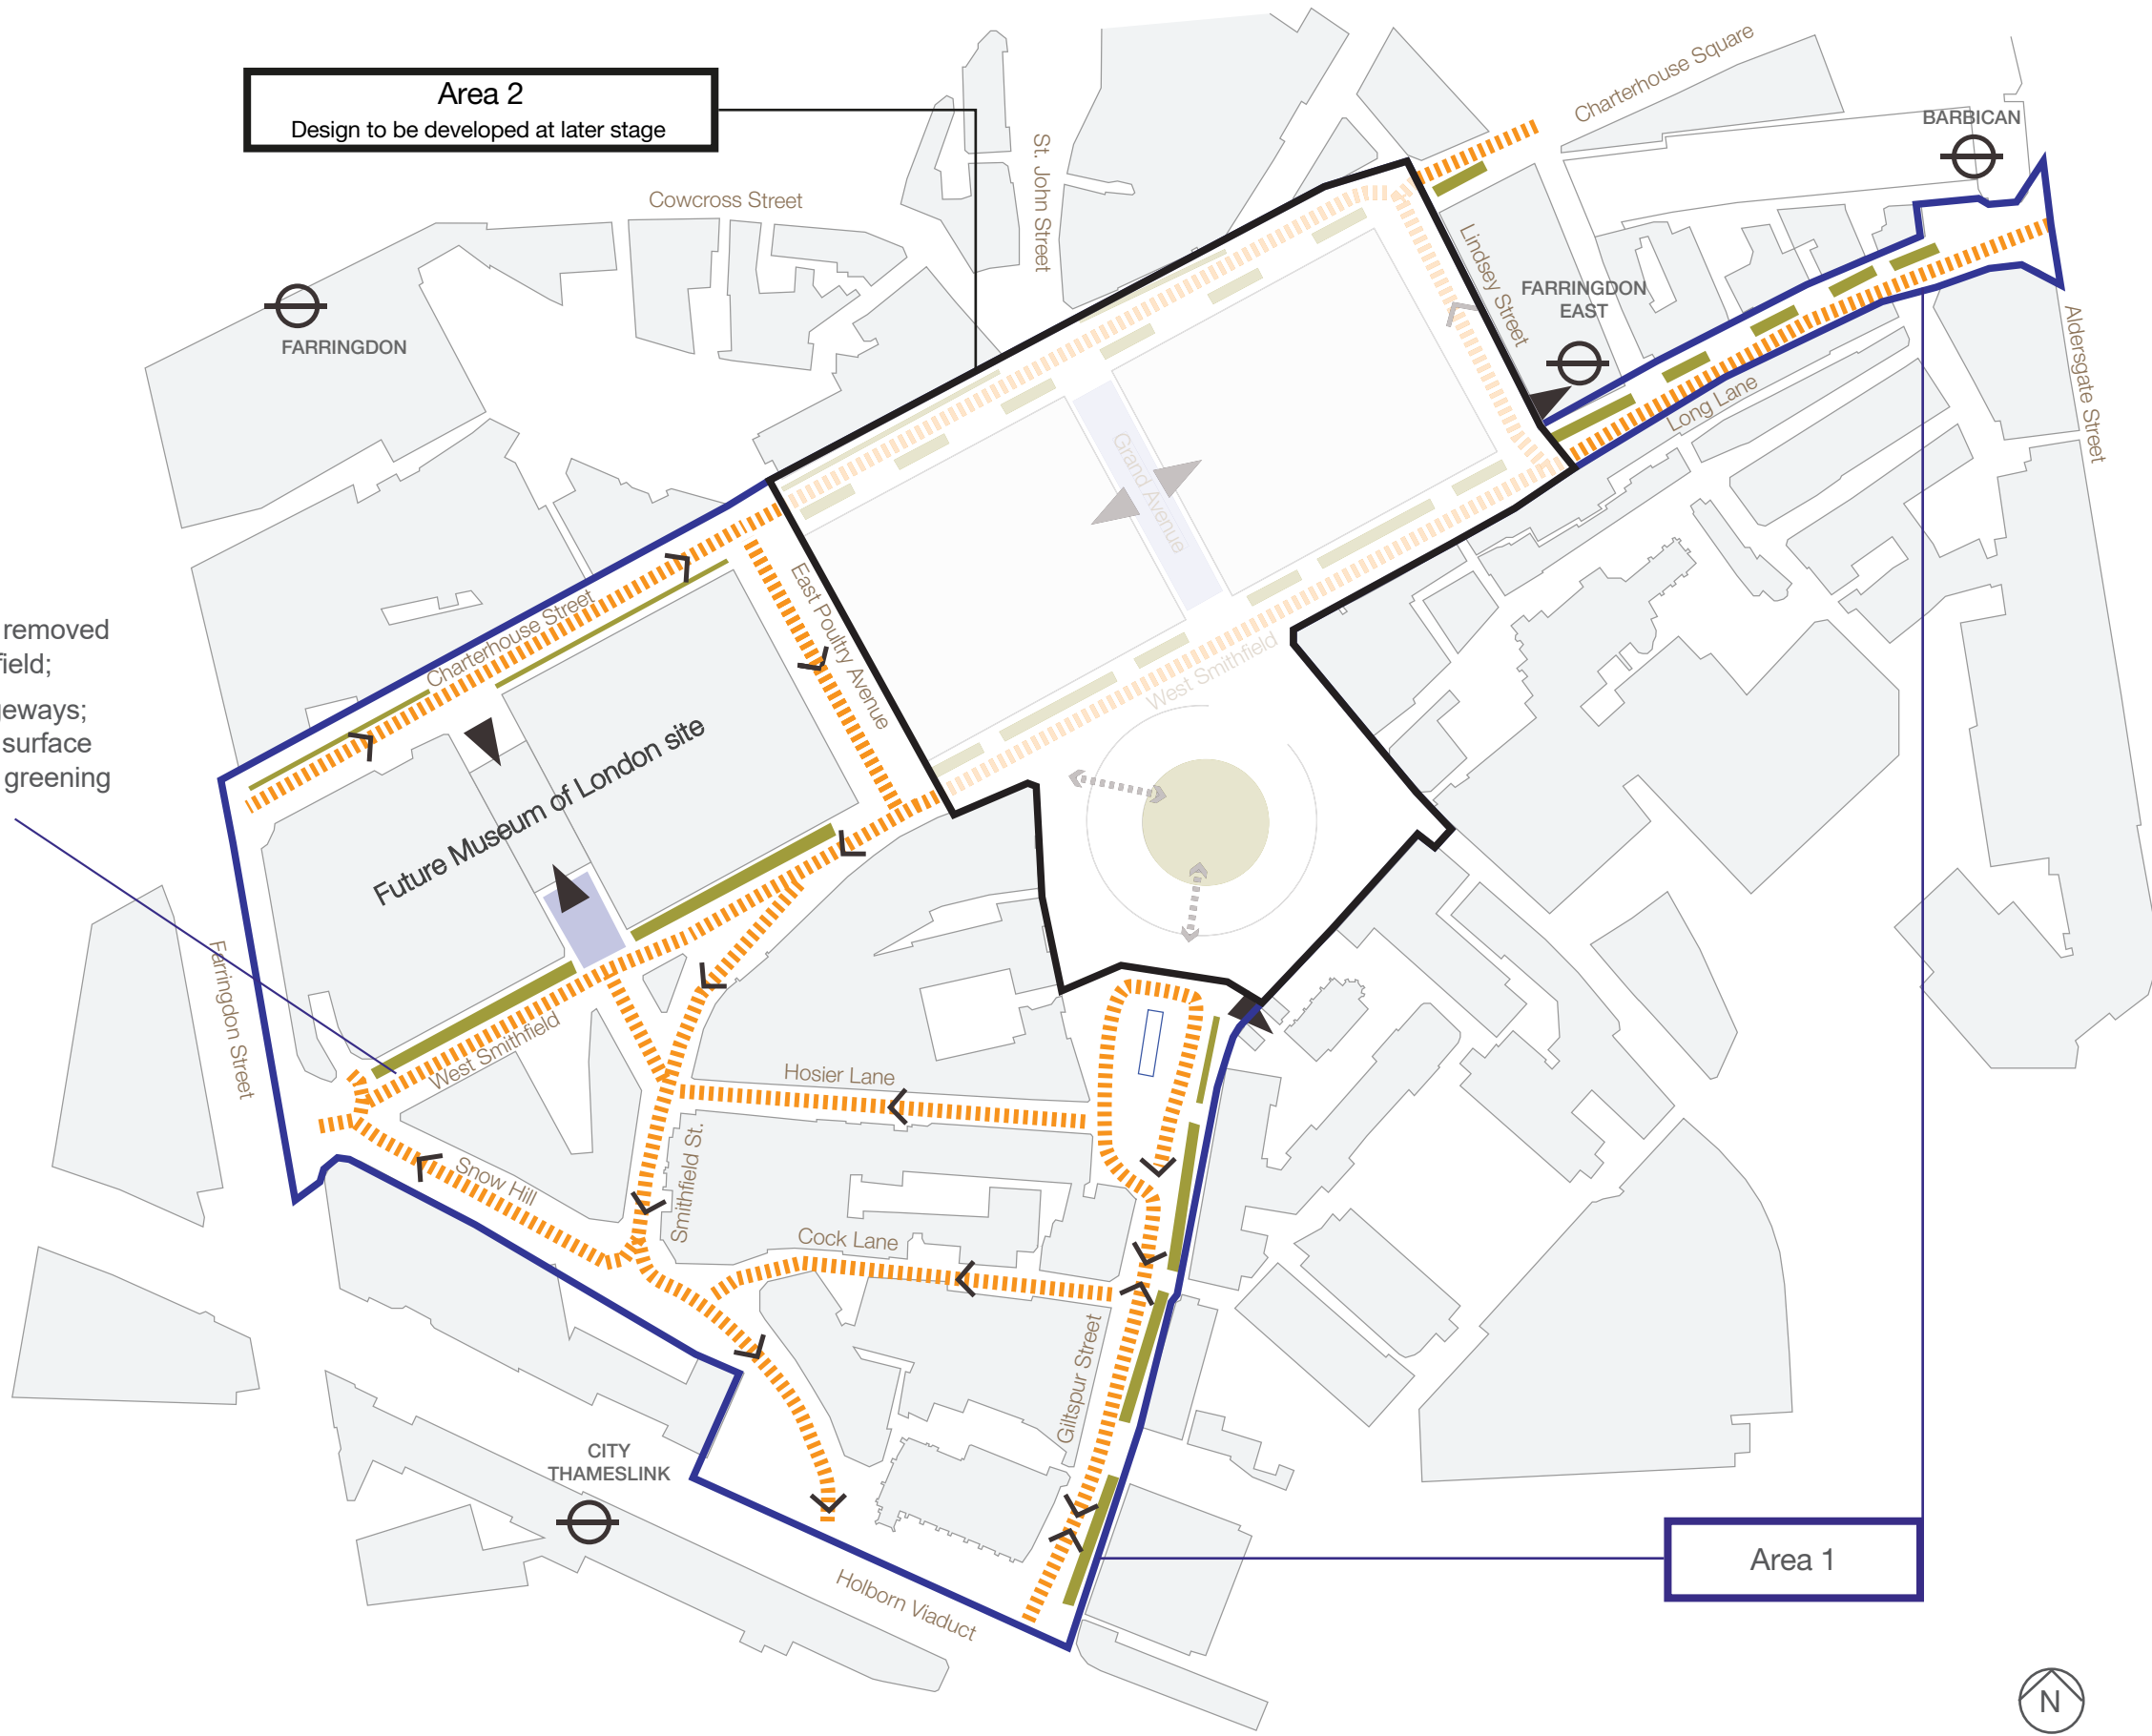 Area 2
Design to be developed at later stage
Charterhouse Square
BARBICAN
St. John Street
Cowcross Street
Lindsey Street
FARRINGDON
EAST
FARRINGDON
Aldersgate Street
Long Lane
Grand Avenue
East Poultry Avenue
Charterhouse Street
removed
field;
geways;
surface
greening
West Smithfield
Future Museum of London site
Farringdon Street
West Smithfield
Hosier Lane
Smithfield St.
Snow Hill
Cock Lane
Giltspur Street
CITY
THAMESLINK
Area 1
Holborn Viaduct
N